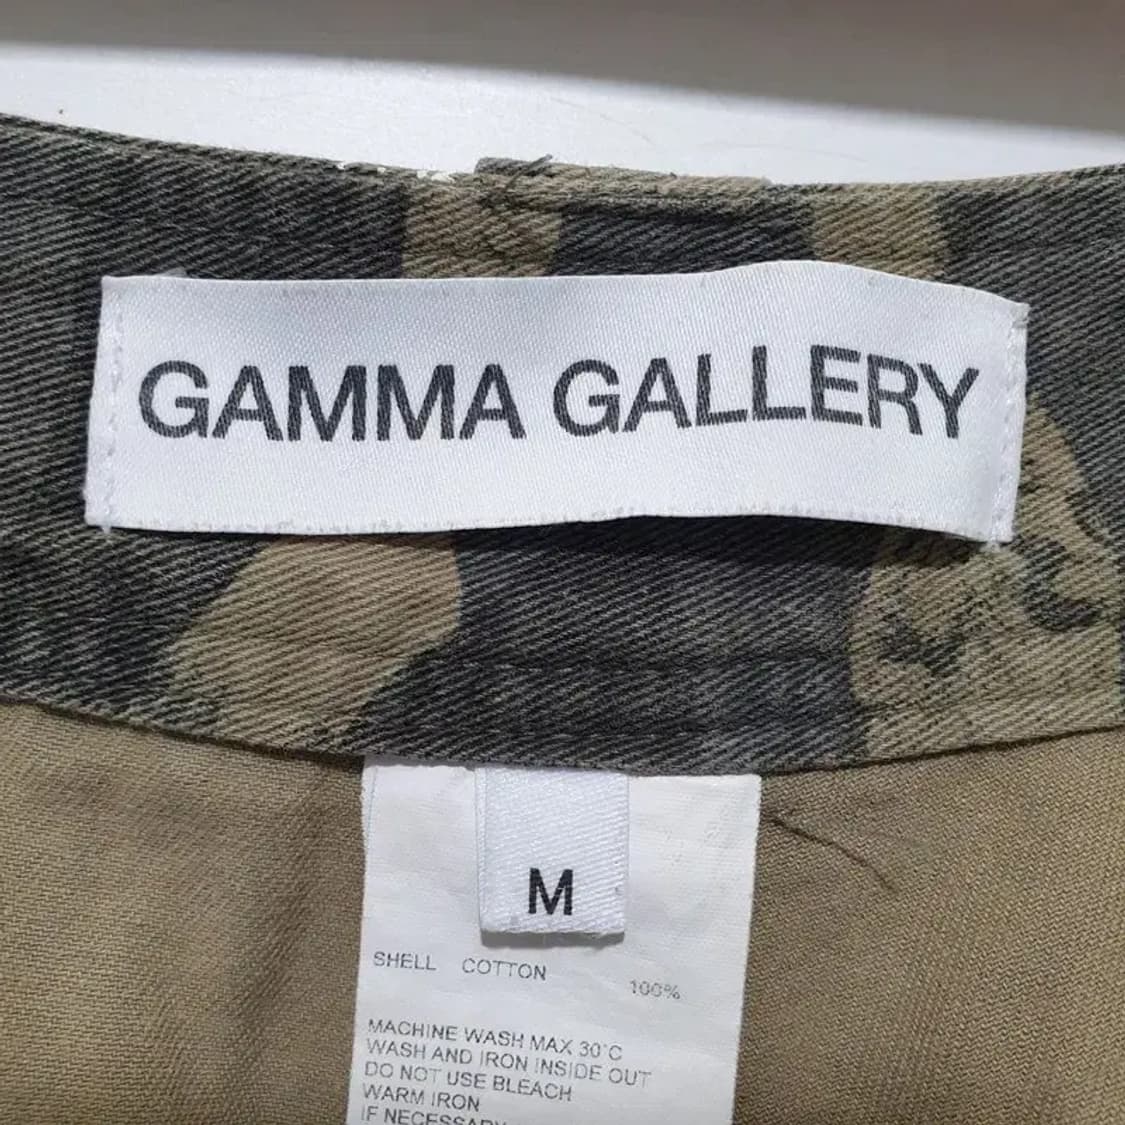 GAMMA GALLERY
M
SHELL COTTON
100%
MACHINE WASH MAX 30°C
WASH AND IRON INSIDE OUT
DO NOT USE BLEACH
WARM IRON
IF NECESSARY